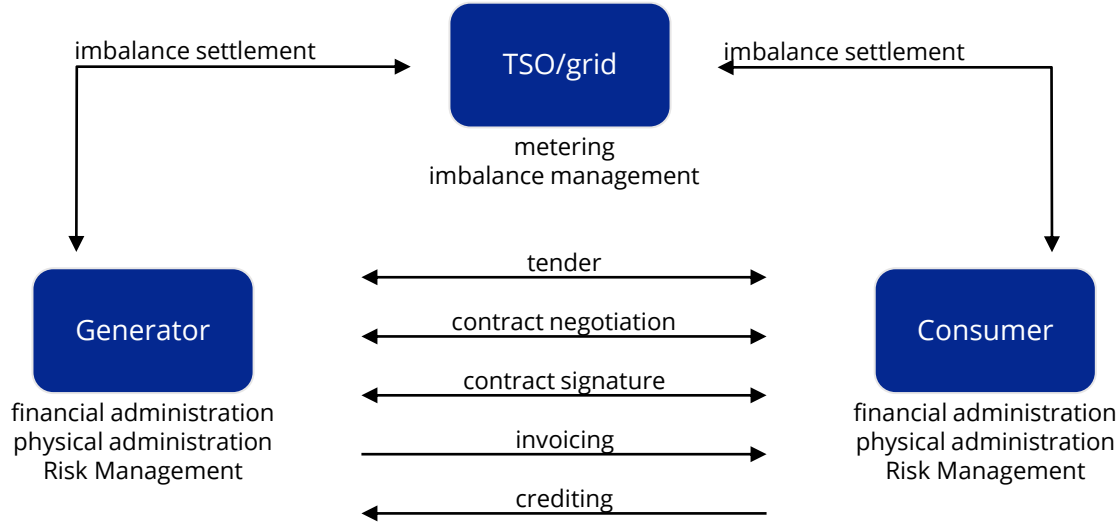 imbalance settlement
TSO/grid
imbalance settlement
metering
imbalance management
tender
Generator
contract negotiation
Consumer
contract signature
financial administration
physical administration
Risk Management
invoicing
financial administration
physical administration
Risk Management
crediting